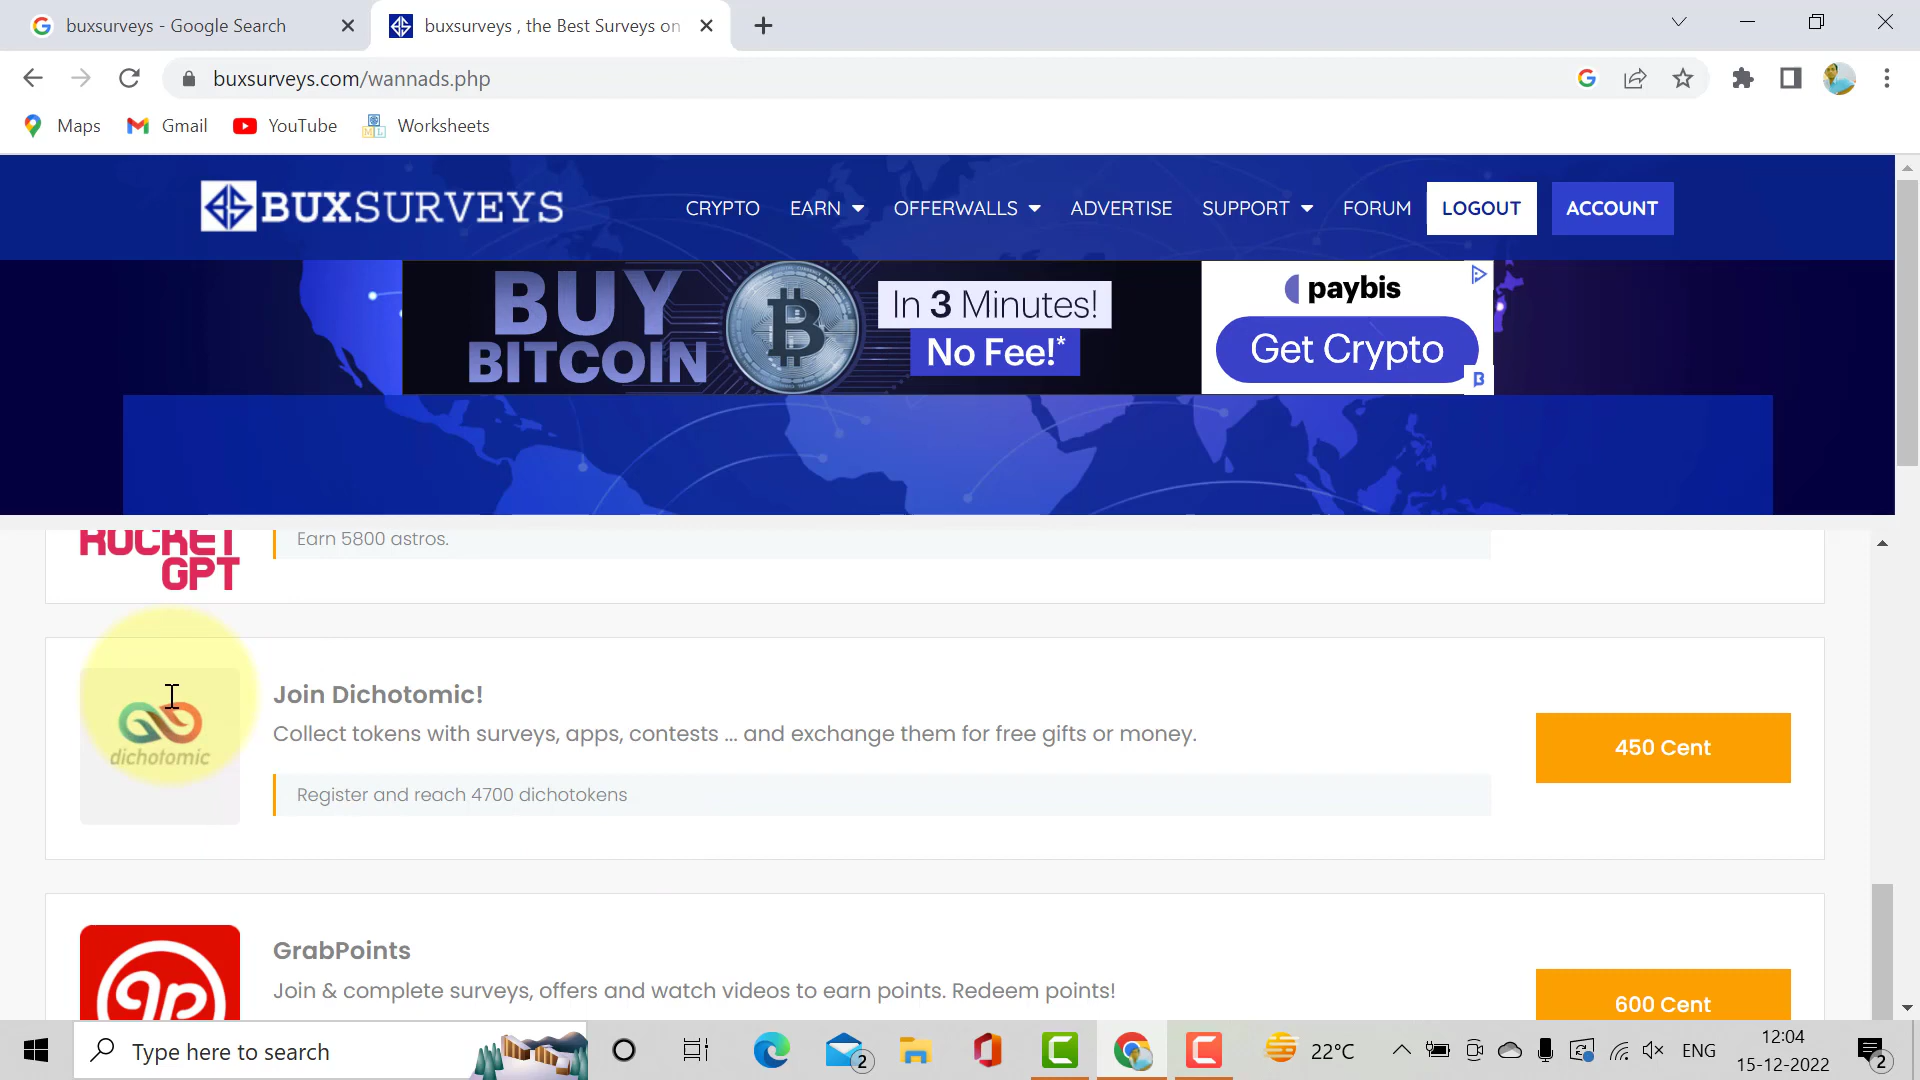 buxsurveys - Google Search
buxsurveys , the Best Surveys on
buxsurveys.com/wannads.php
Maps
Gmail
YouTube
Worksheets
BUXSURVEYS
CRYPTO
EARN
OFFERWALLS
ADVERTISE
SUPPORT
FORUM
LOGOUT
ACCOUNT
BUY
BITCOIN
In 3 Minutes!
No Fee!*
paybis
Get Crypto
ROCKET
GPT
Earn 5800 astros.
dichotomic
Join Dichotomic!
Collect tokens with surveys, apps, contests ... and exchange them for free gifts or money.
Register and reach 4700 dichotokens
450 Cent
GrabPoints
Join & complete surveys, offers and watch videos to earn points. Redeem points!
600 Cent
Type here to search
2
22°C
ENG
12:04
15-12-2022
2